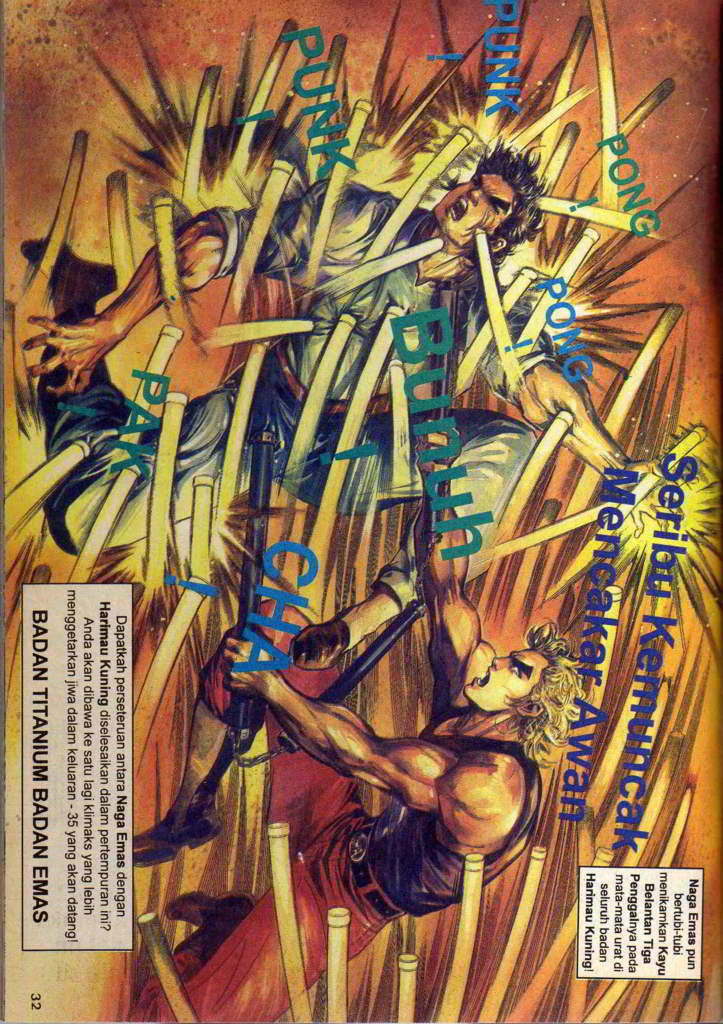 Seribu Kemuncak
Mencakar Awan
Naga Emas pun
bertubi-tubi
menikamkan Kayu
Belantan Tiga
Penggalnya pada
mata-mata urat di
seluruh badan
Harimau Kuning!
PUNK!
PUNK!
PONG!
PONG!
Bunuh!
PAK!
CHA!
Dapatkah perseteruan antara Naga Emas dengan
Harimau Kuning diselesaikan dalam pertempuran ini?
Anda akan dibawa ke satu lagi klimaks yang lebih
menggetarkan jiwa dalam keluaran - 35 yang akan datang!
BADAN TITANIUM BADAN EMAS
32